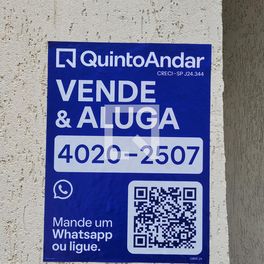 QuintoAndar
CRECI - SP J24.344
VENDE
& ALUGA
4020-2507
Mande um
Whatsapp
ou ligue.